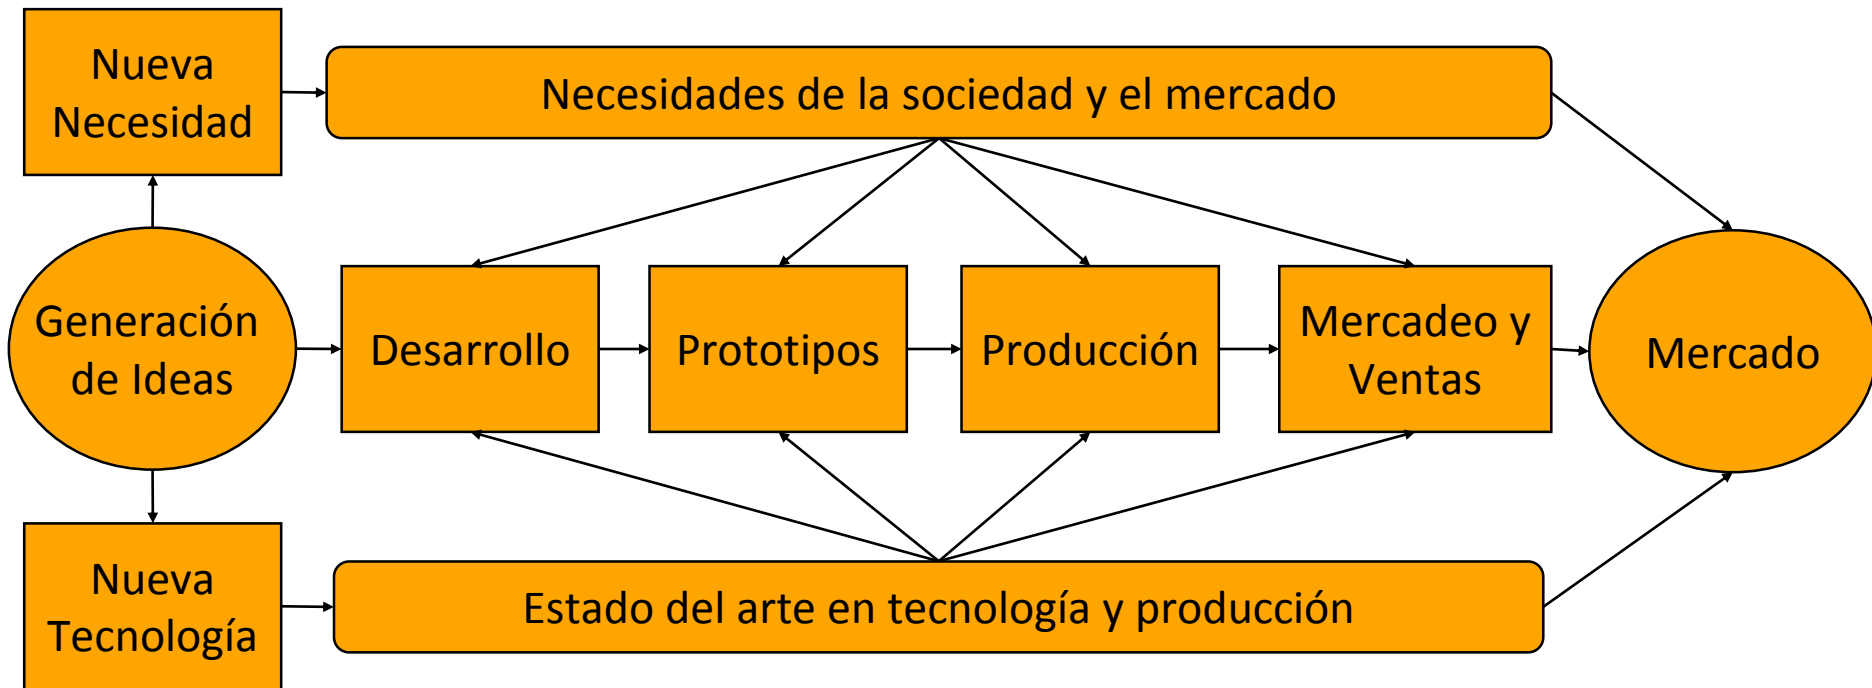 Nueva
Necesidad
Necesidades de la sociedad y el mercado
Generación
de Ideas
Desarrollo
Prototipos
Producción
Mercadeo y
Ventas
Mercado
Nueva
Tecnología
Estado del arte en tecnología y producción